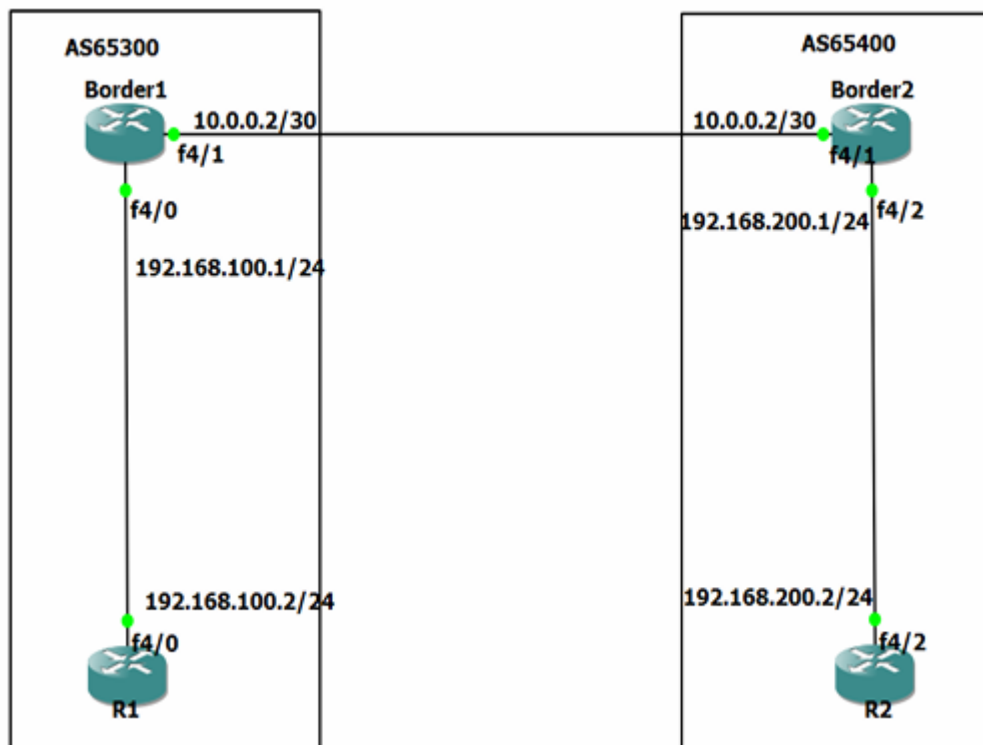 AS65300
AS65400
Border1
Border2
10.0.0.2/30
10.0.0.2/30
f4/1
f4/1
f4/0
f4/2
192.168.200.1/24
192.168.100.1/24
192.168.100.2/24
192.168.200.2/24
f4/0
f4/2
R1
R2